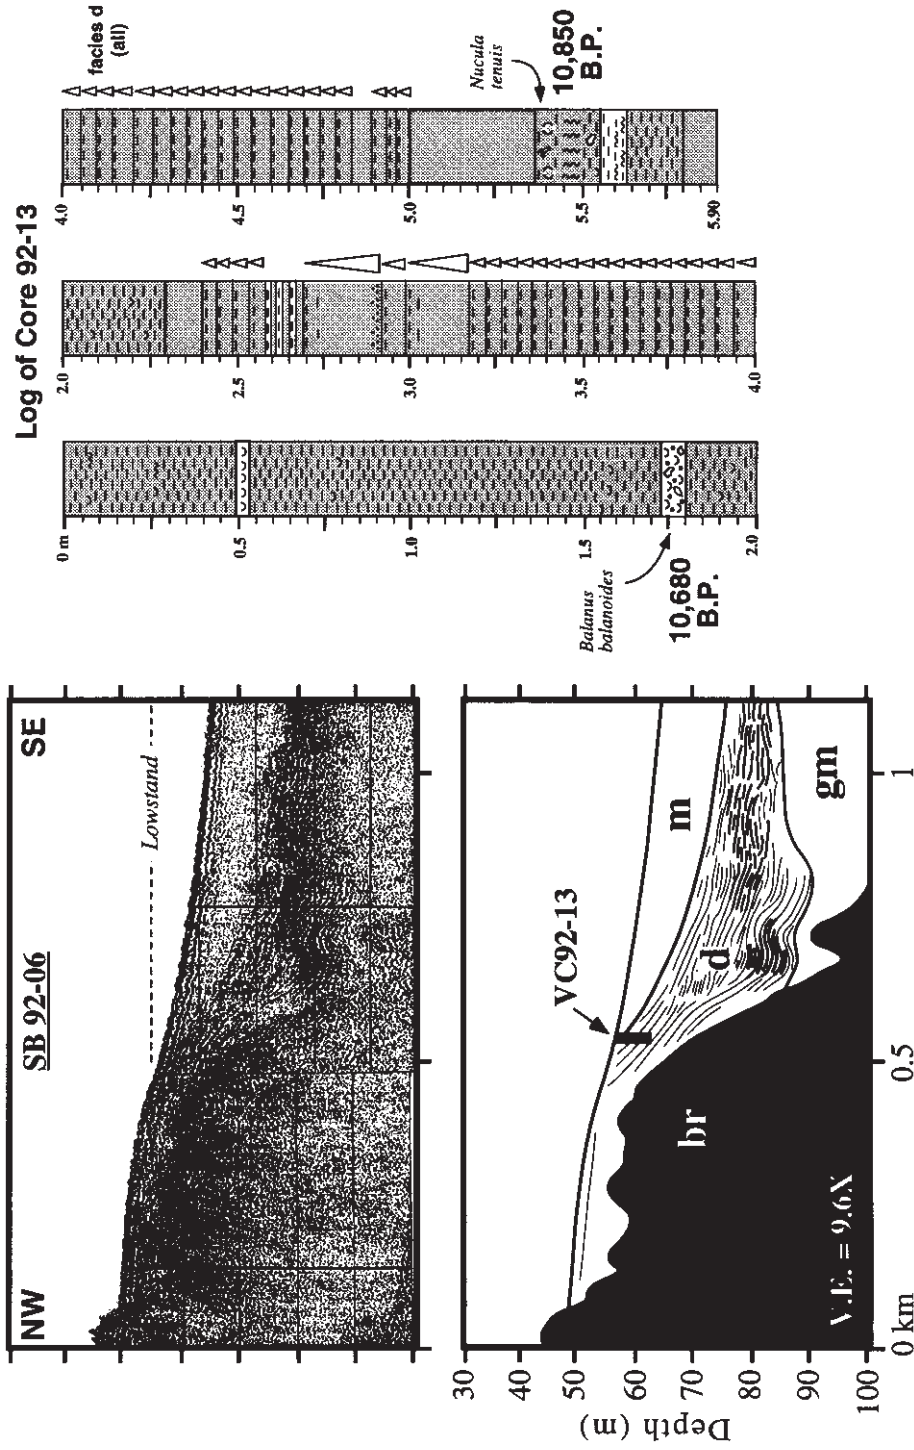 NW
SE
SB 92-06
Lowstand
VC92-13
m
d
gm
br
V.E. = 9.6X
Depth (m)
30
40
50
60
70
80
90
100
0 km
0.5
1
Log of Core 92-13
0 m
0.5
1.0
1.5
2.0
Balanus
balanoides
10,680
B.P.
2.0
2.5
3.0
3.5
4.0
4.0
4.5
5.0
5.5
5.90
facies d
(all)
Nucula
tenuis
10,850
B.P.